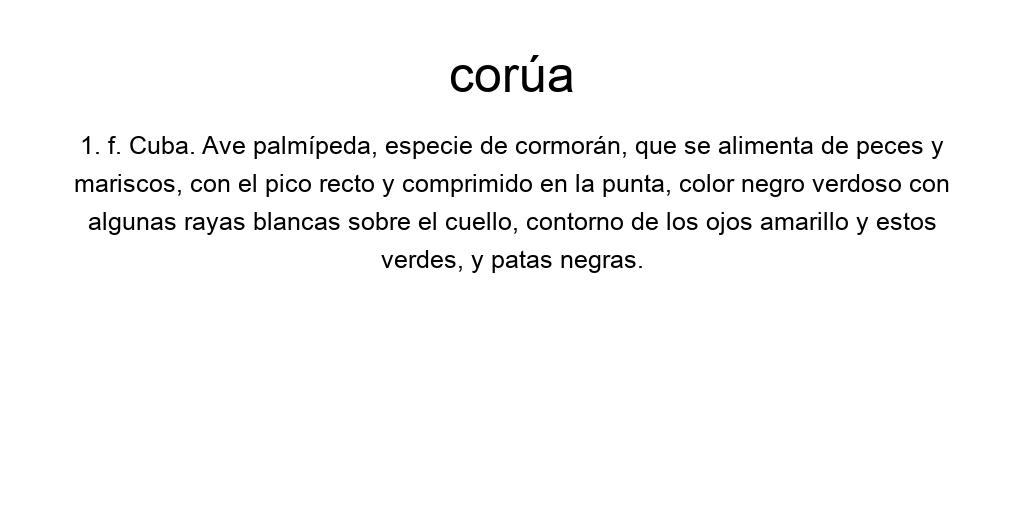 corúa
1. f. Cuba. Ave palmípeda, especie de cormorán, que se alimenta de peces y
mariscos, con el pico recto y comprimido en la punta, color negro verdoso con
algunas rayas blancas sobre el cuello, contorno de los ojos amarillo y estos
verdes, y patas negras.